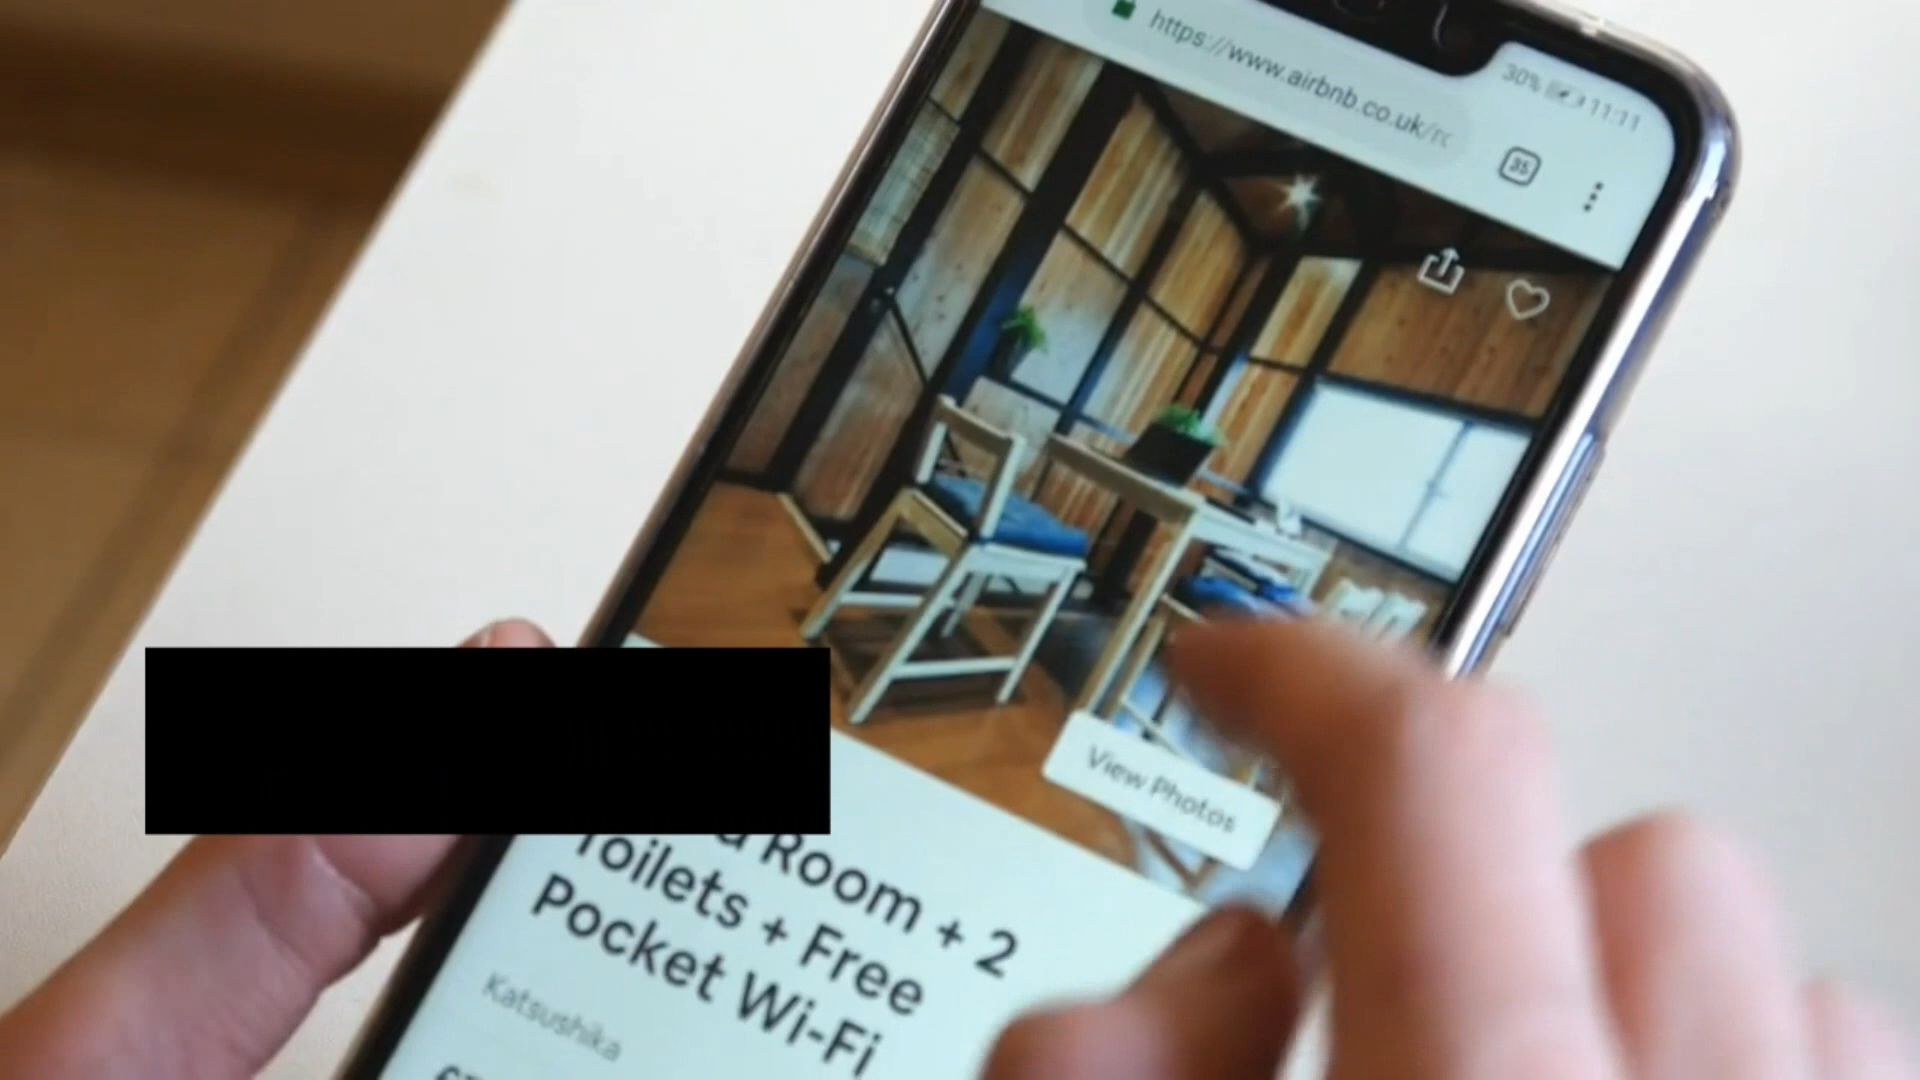 https://www.airbnb.co.uk/ro
30% 11:11
35
View Photos
Room + 2
Toilets + Free
Pocket Wi-Fi
Katsushika